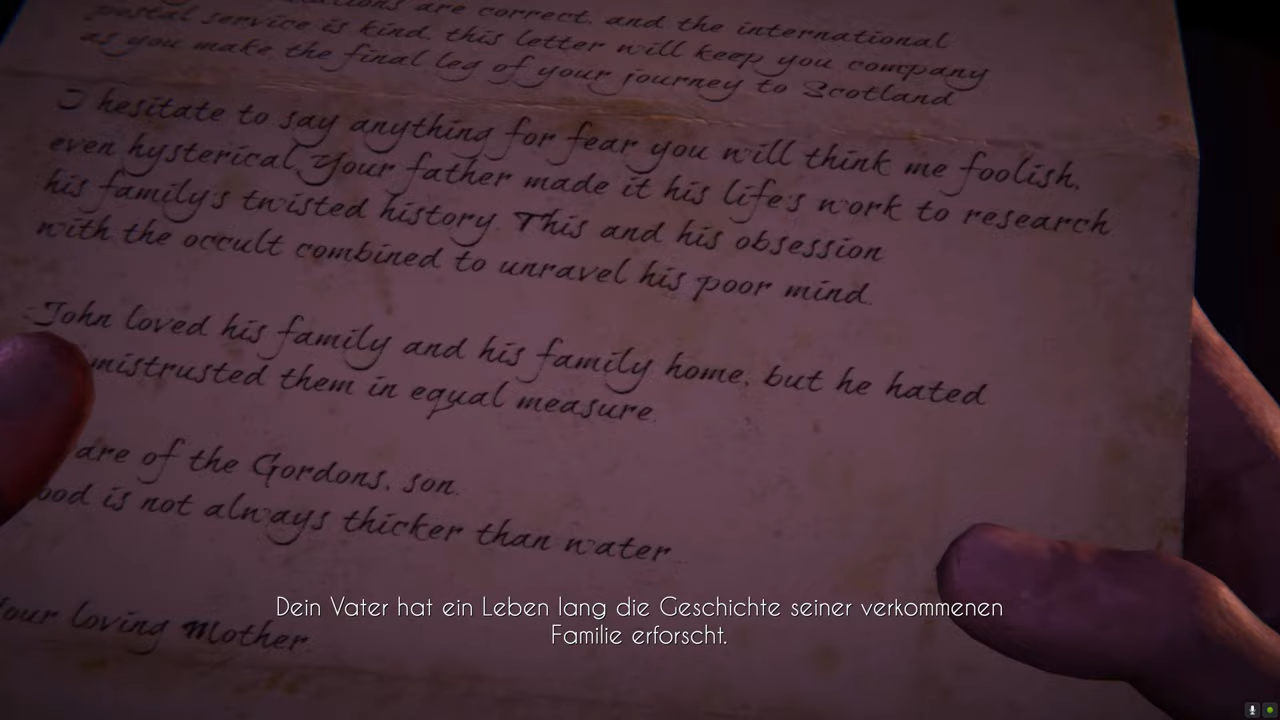 are correct, and the international
postal service is kind, this letter will keep you company
as you make the final leg of your journey to Scotland
I hesitate to say anything for fear you will think me foolish,
even hysterical. Your father made it his life's work to research
his family's twisted history. This and his obsession
with the occult combined to unravel his poor mind.
John loved his family and his family home, but he hated
mistrusted them in equal measure.
are of the Gordons, son.
ood is not always thicker than water.
Your loving Mother.
Dein Vater hat ein Leben lang die Geschichte seiner verkommenen
Familie erforscht.